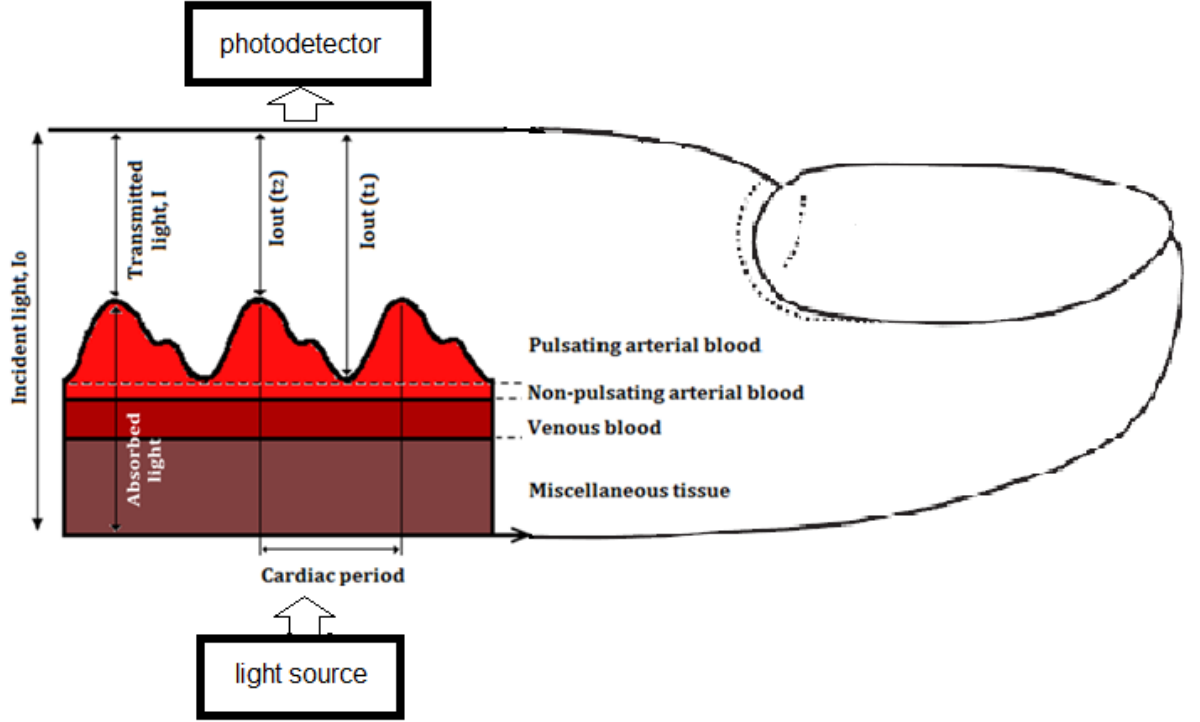 photodetector
Incident light, I₀
Transmitted
light, I
Iout (t2)
Iout (t1)
Absorbed
light
Pulsating arterial blood
Non-pulsating arterial blood
Venous blood
Miscellaneous tissue
Cardiac period
light source